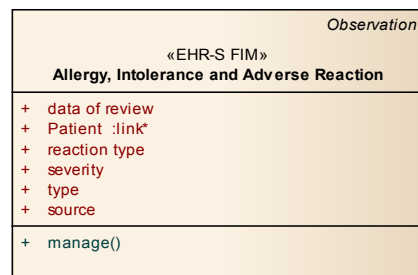 Observation
«EHR-S FIM»
Allergy, Intolerance and Adverse Reaction
+ data of review
+ Patient :link*
+ reaction type
+ severity
+ type
+ source
+ manage()